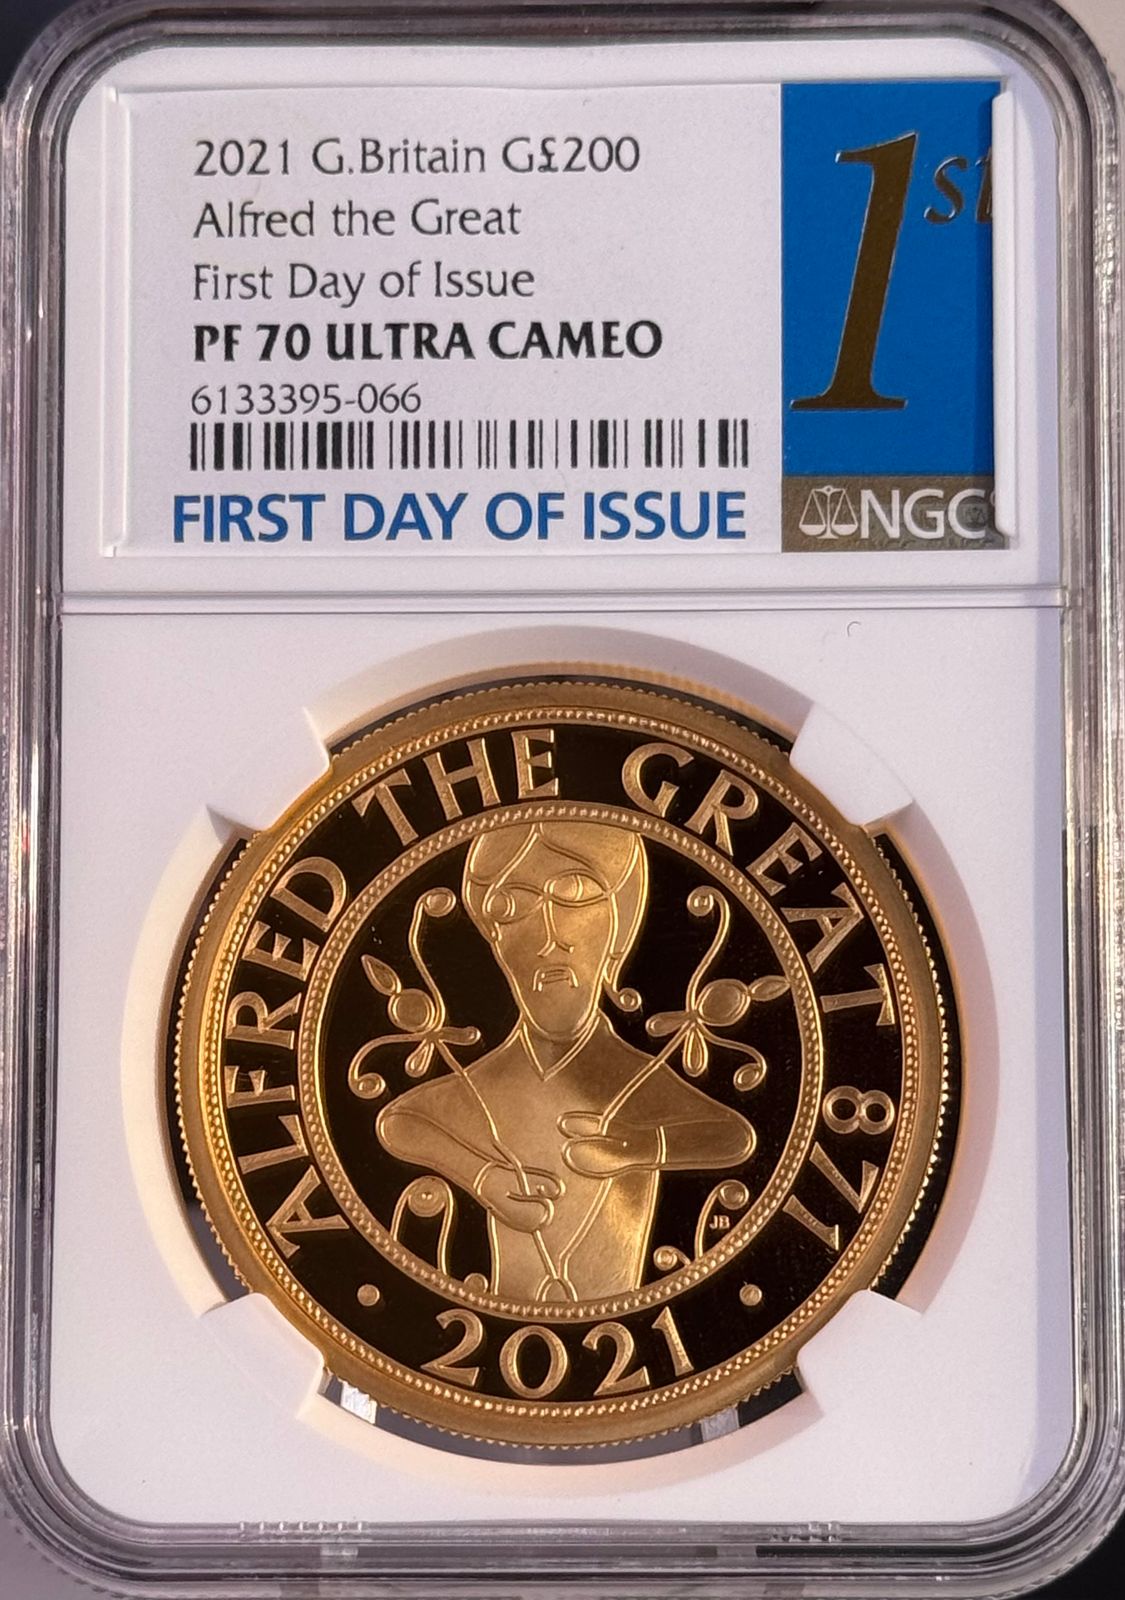 2021 G.Britain G£200
Alfred the Great
First Day of Issue
PF 70 ULTRA CAMEO
6133395-066
FIRST DAY OF ISSUE
1st
NGC
ALFRED THE GREAT 871
· 2021 ·
JB